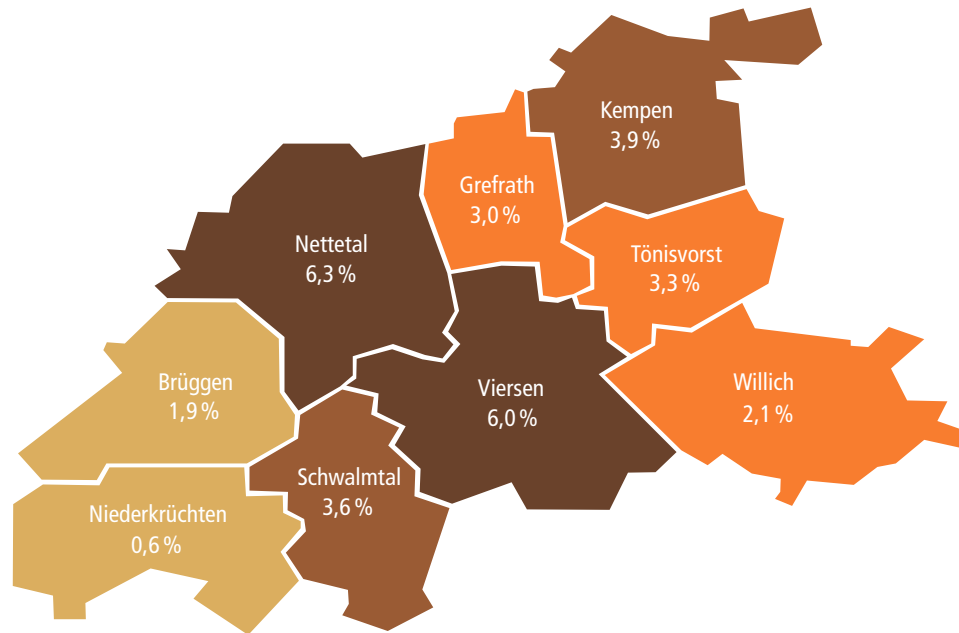 Kempen
3,9 %
Grefrath
3,0 %
Nettetal
6,3 %
Tönisvorst
3,3 %
Brüggen
1,9 %
Viersen
6,0 %
Willich
2,1 %
Schwalmtal
3,6 %
Niederkrüchten
0,6 %